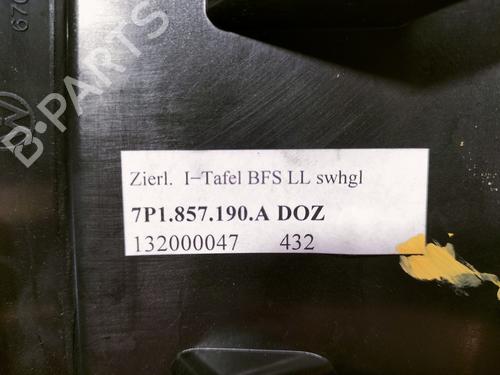 Zierl. I-Tafel BFS LL swhgl
7P1.857.190.A DOZ
132000047 432
B-PARTS